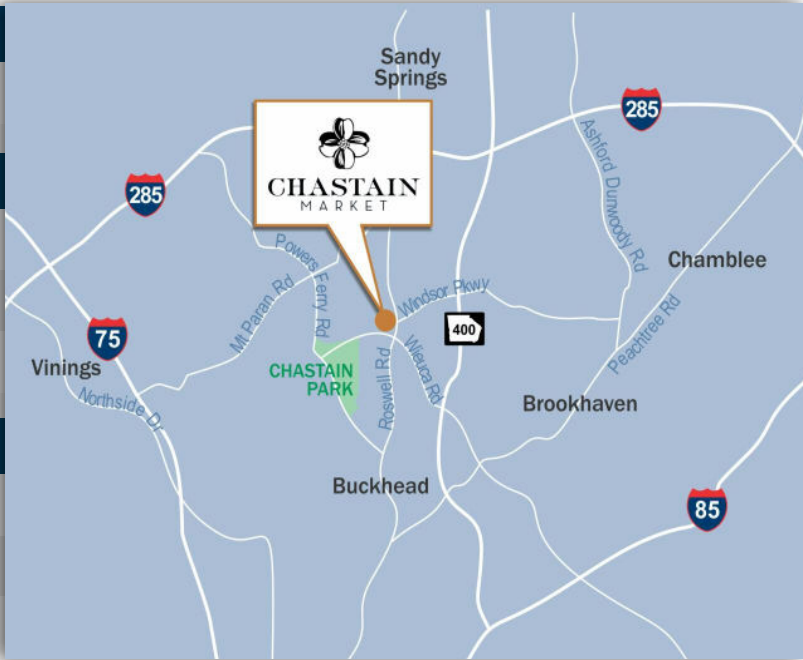 Sandy
Springs
285
285
CHASTAIN
MARKET
Ashford Dunwoody Rd
Powers Ferry Rd
Chamblee
Mt Paran Rd
Windsor Pkwy
75
400
Peachtree Rd
Vinings
CHASTAIN
PARK
Roswell Rd
Wieuca Rd
Northside Dr
Brookhaven
Buckhead
85